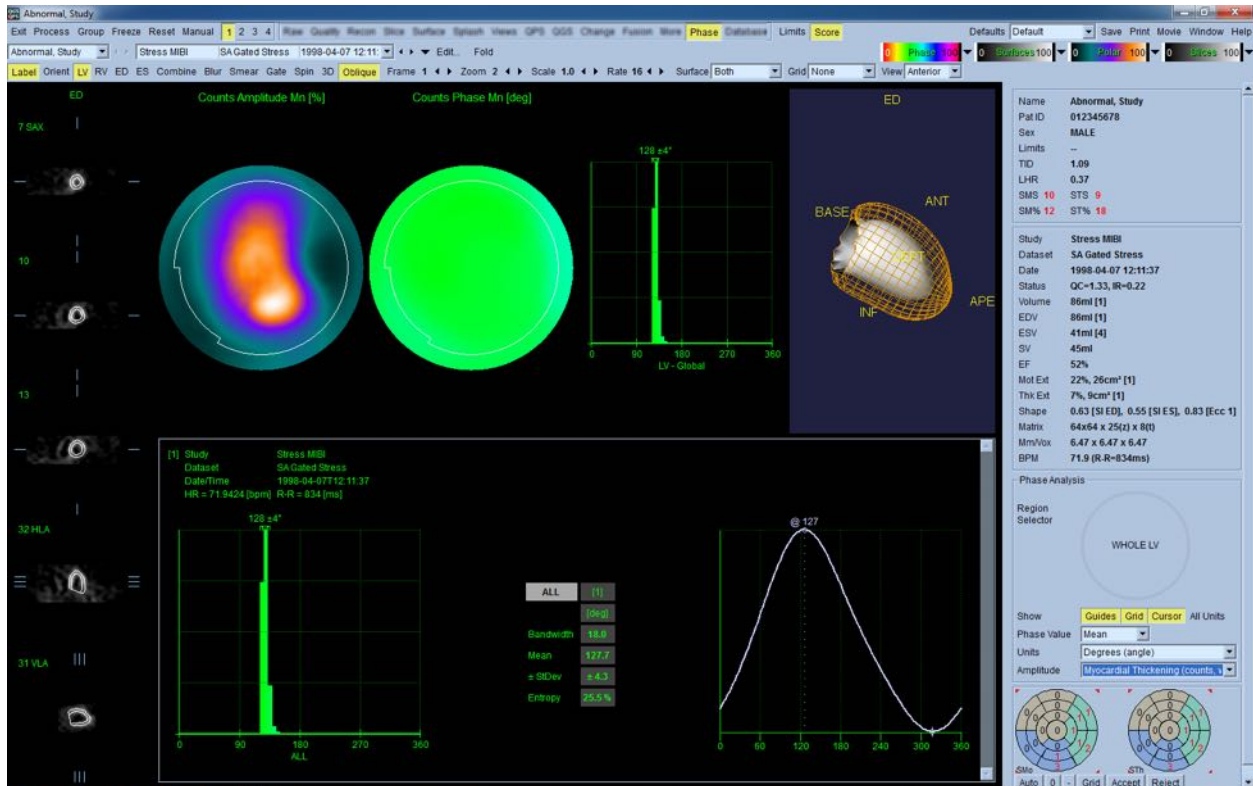 Abnormal, Study
Exit Process Group Freeze Reset Manual 1 2 3 4 Raw Quality Recon Slice Surface Splash Views QPS QGS Change Fusion More Phase Database Limits Score Defaults Default Save Print Movie Window Help
Abnormal, Study Stress MIBI SA Gated Stress 1998-04-07 12:11: Edit... Fold 0 Phase 100 0 Surfaces 100 0 Polar 100 0 Slices 100
Label Orient LV RV ED ES Combine Blur Smear Gate Spin 3D Oblique Frame 1 Zoom 2 Scale 1.0 Rate 16 Surface Both Grid None View Anterior
ED
7 SAX
10
13
32 HLA
31 VLA
Counts Amplitude Mn [%]
Counts Phase Mn [deg]
128 ±4°
0 90 180 270 360
LV - Global
ED
BASE
ANT
SEPT
INF
APE
[1] Study Stress MIBI
Dataset SA Gated Stress
Date/Time 1998-04-07T12:11:37
HR = 71.9424 [bpm] R-R = 834 [ms]
128 ±4°
0 90 180 270 360
ALL
ALL [1]
[deg]
Bandwidth 18.0
Mean 127.7
± StDev ± 4.3
Entropy 25.5 %
@ 127
0 60 120 180 240 300 360
Name Abnormal, Study
Pat ID 012345678
Sex MALE
Limits --
TID 1.09
LHR 0.37
SMS 10 STS 9
SM% 12 ST% 18
Study Stress MIBI
Dataset SA Gated Stress
Date 1998-04-07 12:11:37
Status QC=1.33, IR=0.22
Volume 86ml [1]
EDV 86ml [1]
ESV 41ml [4]
SV 45ml
EF 52%
Mot Ext 22%, 26cm² [1]
Thk Ext 7%, 9cm² [1]
Shape 0.63 [SI ED], 0.55 [SI ES], 0.83 [Ecc 1]
Matrix 64x64 x 25(z) x 8(t)
Mm/Vox 6.47 x 6.47 x 6.47
BPM 71.9 (R-R=834ms)
Phase Analysis
Region
Selector
WHOLE LV
Show Guides Grid Cursor All Units
Phase Value Mean
Units Degrees (angle)
Amplitude Myocardial Thickening (counts, v
SMo STh
Auto 0 - Grid Accept Reject